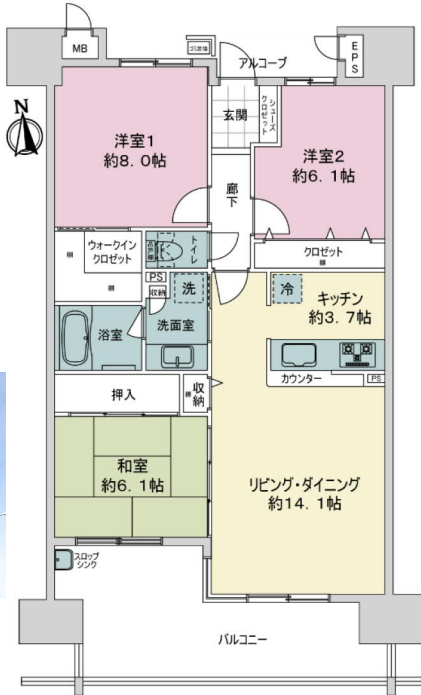 MB
アルコーブ
EPS
N
洋室1
約8.0帖
玄関
シューズ
クロゼット
洋室2
約6.1帖
廊下
ウォークイン
クロゼット
トイレ
クロゼット
PS
収納
洗
冷
キッチン
約3.7帖
浴室
洗面室
カウンター
PS
押入
収納
和室
約6.1帖
リビング・ダイニング
約14.1帖
スロップ
シンク
バルコニー